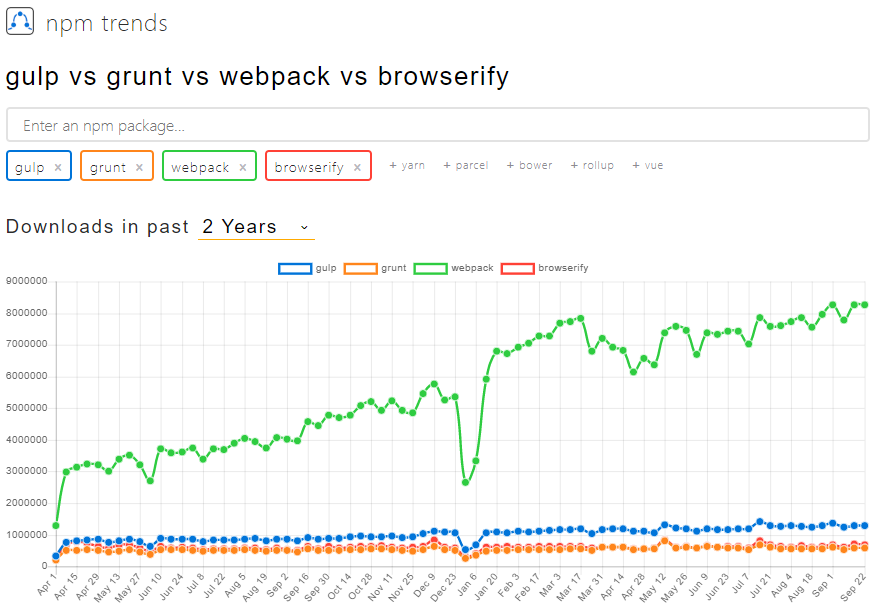 npm trends
gulp vs grunt vs webpack vs browserify
Enter an npm package...
gulp × grunt × webpack × browserify × + yarn + parcel + bower + rollup + vue
Downloads in past 2 Years
gulp grunt webpack browserify
9000000
8000000
7000000
6000000
5000000
4000000
3000000
2000000
1000000
0
Apr 1 Apr 15 Apr 29 May 13 May 27 Jun 10 Jun 24 Jul 8 Jul 22 Aug 5 Aug 19 Sep 2 Sep 16 Sep 30 Oct 14 Oct 28 Nov 11 Nov 25 Dec 9 Dec 23 Jan 6 Jan 20 Feb 3 Feb 17 Mar 3 Mar 17 Mar 31 Apr 14 Apr 28 May 12 May 26 Jun 9 Jun 23 Jul 7 Jul 21 Aug 4 Aug 18 Sep 1 Sep 22